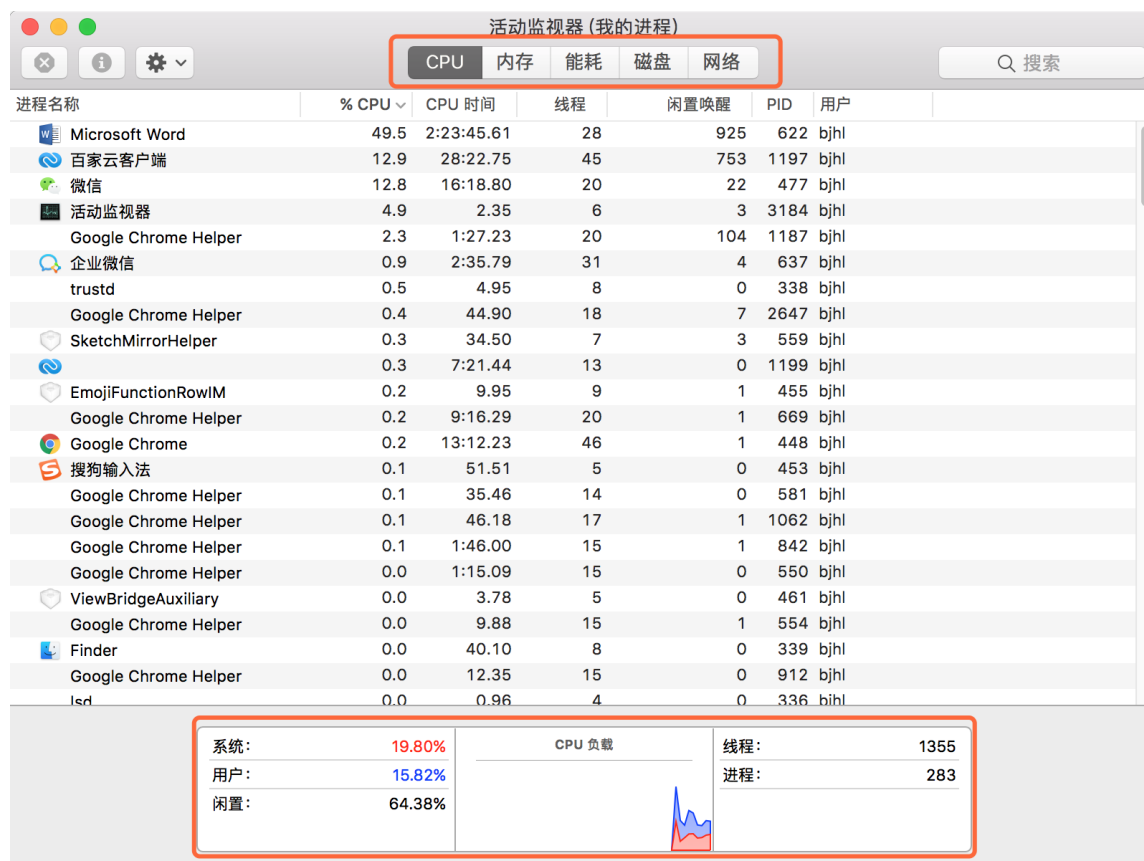 活动监视器 (我的进程)
CPU 内存 能耗 磁盘 网络 搜索
进程名称 % CPU CPU 时间 线程 闲置唤醒 PID 用户
Microsoft Word 49.5 2:23:45.61 28 925 622 bjhl
百家云客户端 12.9 28:22.75 45 753 1197 bjhl
微信 12.8 16:18.80 20 22 477 bjhl
活动监视器 4.9 2.35 6 3 3184 bjhl
Google Chrome Helper 2.3 1:27.23 20 104 1187 bjhl
企业微信 0.9 2:35.79 31 4 637 bjhl
trustd 0.5 4.95 8 0 338 bjhl
Google Chrome Helper 0.4 44.90 18 7 2647 bjhl
SketchMirrorHelper 0.3 34.50 7 3 559 bjhl
0.3 7:21.44 13 0 1199 bjhl
EmojiFunctionRowIM 0.2 9.95 9 1 455 bjhl
Google Chrome Helper 0.2 9:16.29 20 1 669 bjhl
Google Chrome 0.2 13:12.23 46 1 448 bjhl
搜狗输入法 0.1 51.51 5 0 453 bjhl
Google Chrome Helper 0.1 35.46 14 0 581 bjhl
Google Chrome Helper 0.1 46.18 17 1 1062 bjhl
Google Chrome Helper 0.1 1:46.00 15 1 842 bjhl
Google Chrome Helper 0.0 1:15.09 15 0 550 bjhl
ViewBridgeAuxiliary 0.0 3.78 5 0 461 bjhl
Google Chrome Helper 0.0 9.88 15 1 554 bjhl
Finder 0.0 40.10 8 0 339 bjhl
Google Chrome Helper 0.0 12.35 15 0 912 bjhl
lsd 0.0 0.96 4 0 336 bjhl
系统: 19.80% CPU 负载 线程: 1355
用户: 15.82% 进程: 283
闲置: 64.38%